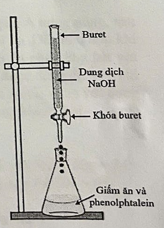 Buret
Dung dịch
NaOH
Khóa buret
Giấm ăn và
phenolphtalein